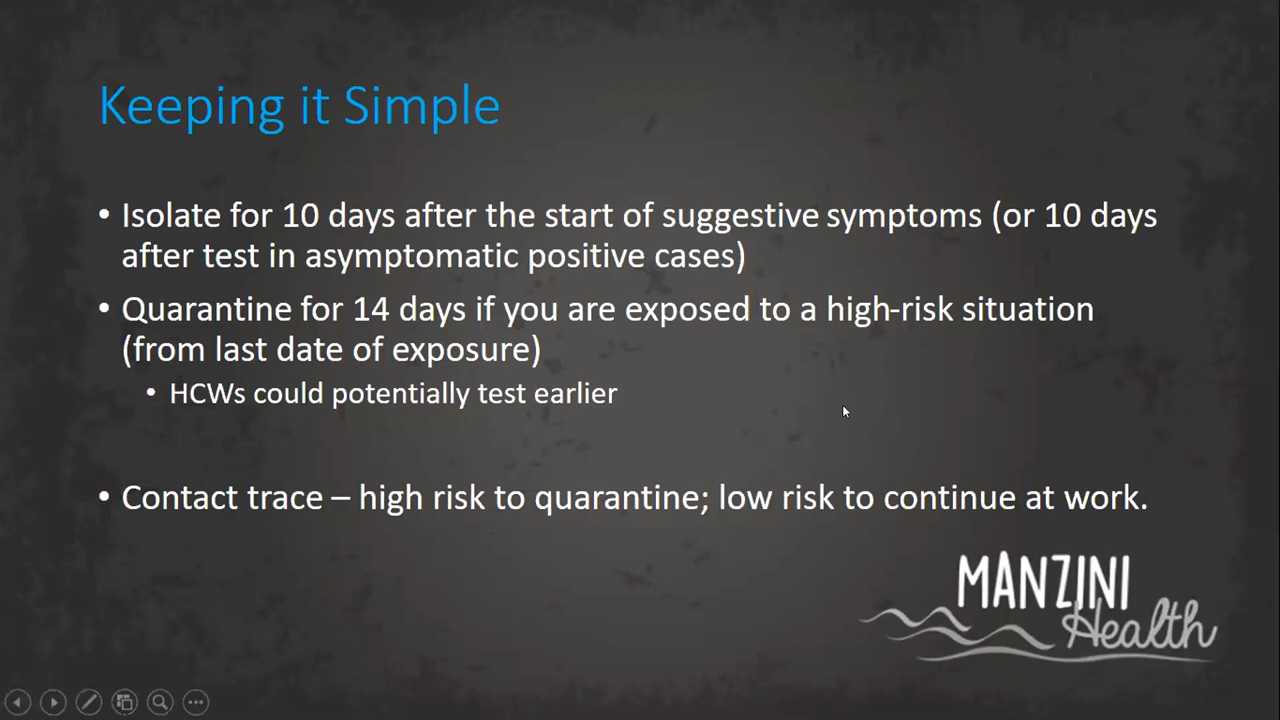 Keeping it Simple
• Isolate for 10 days after the start of suggestive symptoms (or 10 days
after test in asymptomatic positive cases)
• Quarantine for 14 days if you are exposed to a high-risk situation
(from last date of exposure)
• HCWs could potentially test earlier
• Contact trace – high risk to quarantine; low risk to continue at work.
MANZINI
Health